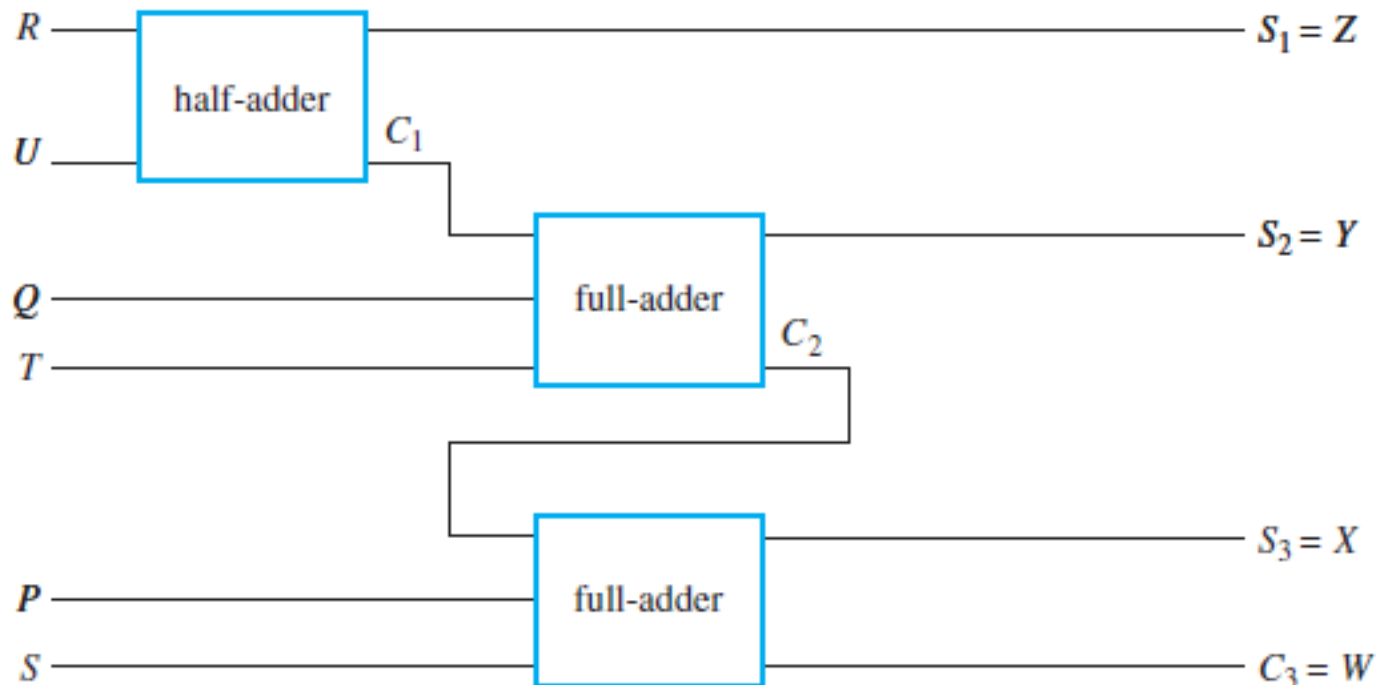 R
S₁ = Z
half-adder
U
C₁
S₂ = Y
Q
full-adder
C₂
T
S₃ = X
P
full-adder
S
C₃ = W